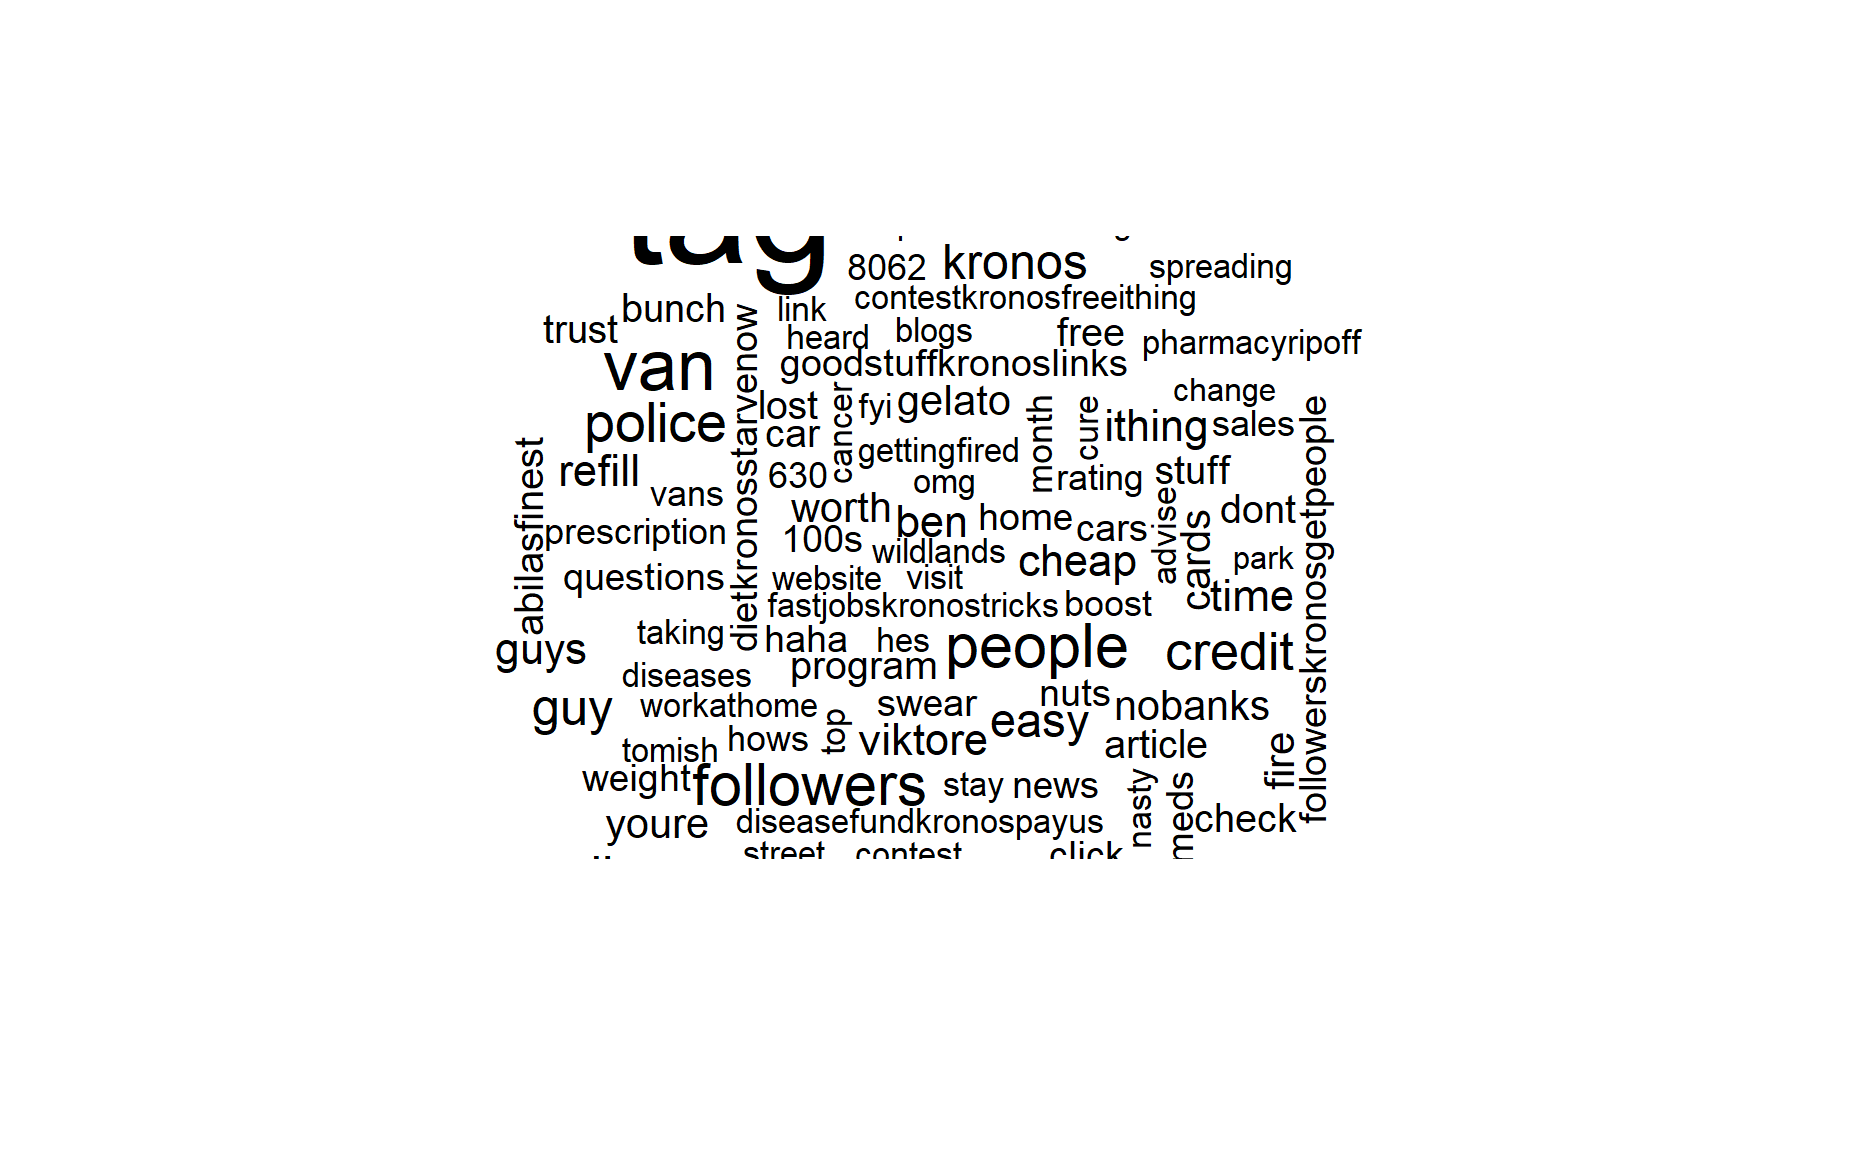 tag
8062
kronos
spreading
contestkronosfreeithing
bunch
link
trust
heard
blogs
free
pharmacyripoff
van
goodstuffkronoslinks
dietkronosstarvenow
change
police
lost
cancer
fyi
gelato
month
cure
ithing
sales
car
gettingfired
followerskronosgetpeople
abilasfinest
refill
630
omg
rating
stuff
vans
worth
ben
home
cars
advise
cards
dont
prescription
100s
wildlands
cheap
park
questions
website
visit
time
fastjobskronostricks
boost
taking
haha
hes
people
credit
guys
program
diseases
nuts
guy
workathome
top
swear
easy
nobanks
tomish
hows
viktore
article
fire
weight
followers
stay
news
nasty
meds
check
youre
diseasefundkronospayus
street
contest
click